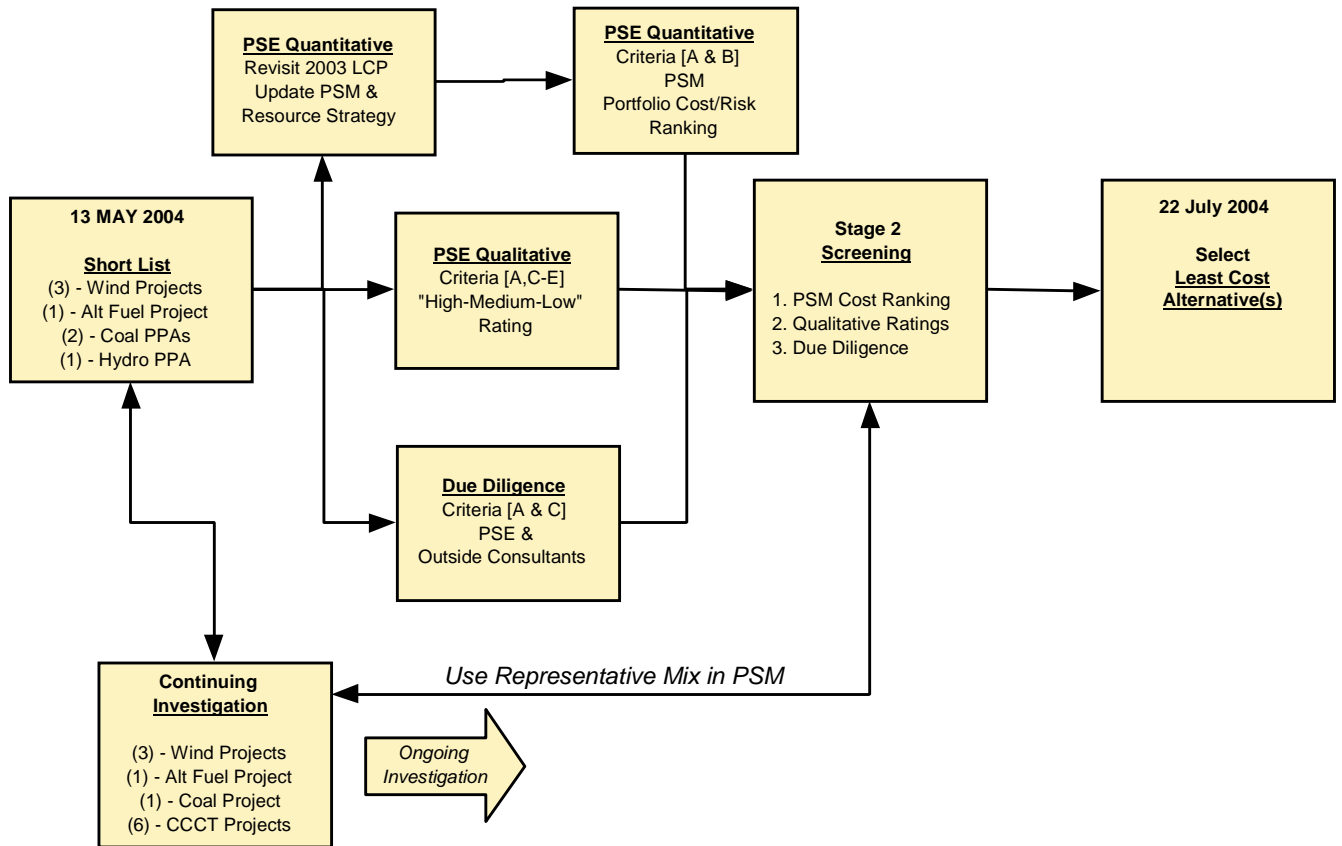 PSE Quantitative
Revisit 2003 LCP
Update PSM &
Resource Strategy
PSE Quantitative
Criteria [A & B]
PSM
Portfolio Cost/Risk
Ranking
13 MAY 2004
Short List
(3) - Wind Projects
(1) - Alt Fuel Project
(2) - Coal PPAs
(1) - Hydro PPA
PSE Qualitative
Criteria [A,C-E]
"High-Medium-Low"
Rating
Stage 2
Screening
1. PSM Cost Ranking
2. Qualitative Ratings
3. Due Diligence
22 July 2004
Select
Least Cost
Alternative(s)
Due Diligence
Criteria [A & C]
PSE &
Outside Consultants
Continuing
Investigation
(3) - Wind Projects
(1) - Alt Fuel Project
(1) - Coal Project
(6) - CCCT Projects
Use Representative Mix in PSM
Ongoing
Investigation